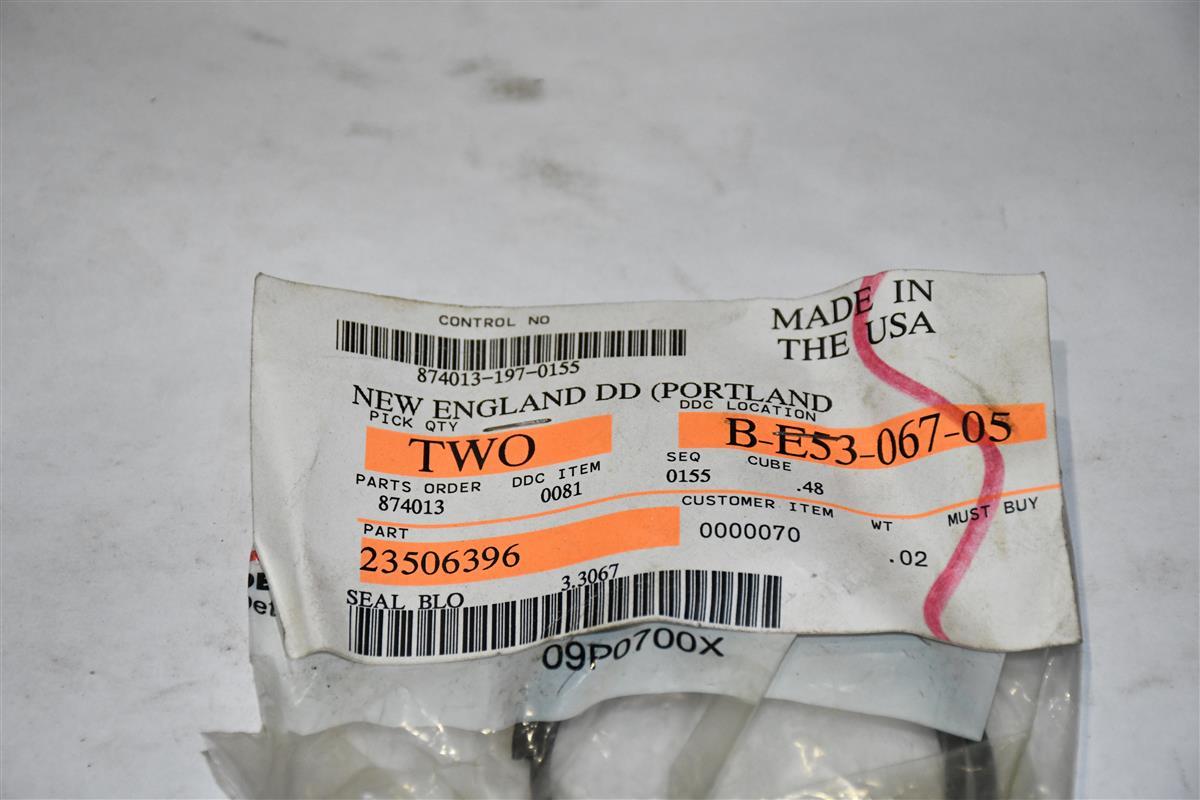 CONTROL NO
874013-197-0155
MADE IN
THE USA
NEW ENGLAND DD (PORTLAND
PICK QTY
DDC LOCATION
TWO
B-E53-067-05
PARTS ORDER DDC ITEM SEQ CUBE
874013 0081 0155 .48
CUSTOMER ITEM WT MUST BUY
PART
23506396
0000070 .02
3.3067
SEAL BLO
09P0700X